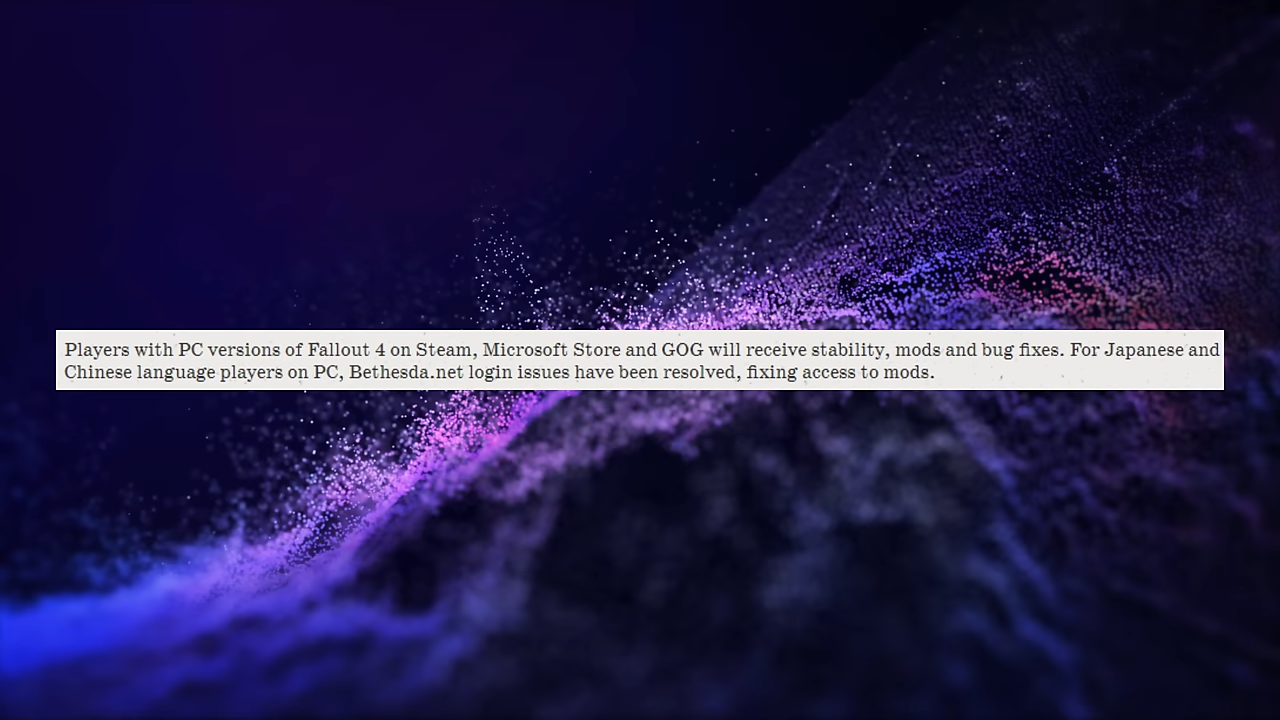 Players with PC versions of Fallout 4 on Steam, Microsoft Store and GOG will receive stability, mods and bug fixes. For Japanese and
Chinese language players on PC, Bethesda.net login issues have been resolved, fixing access to mods.